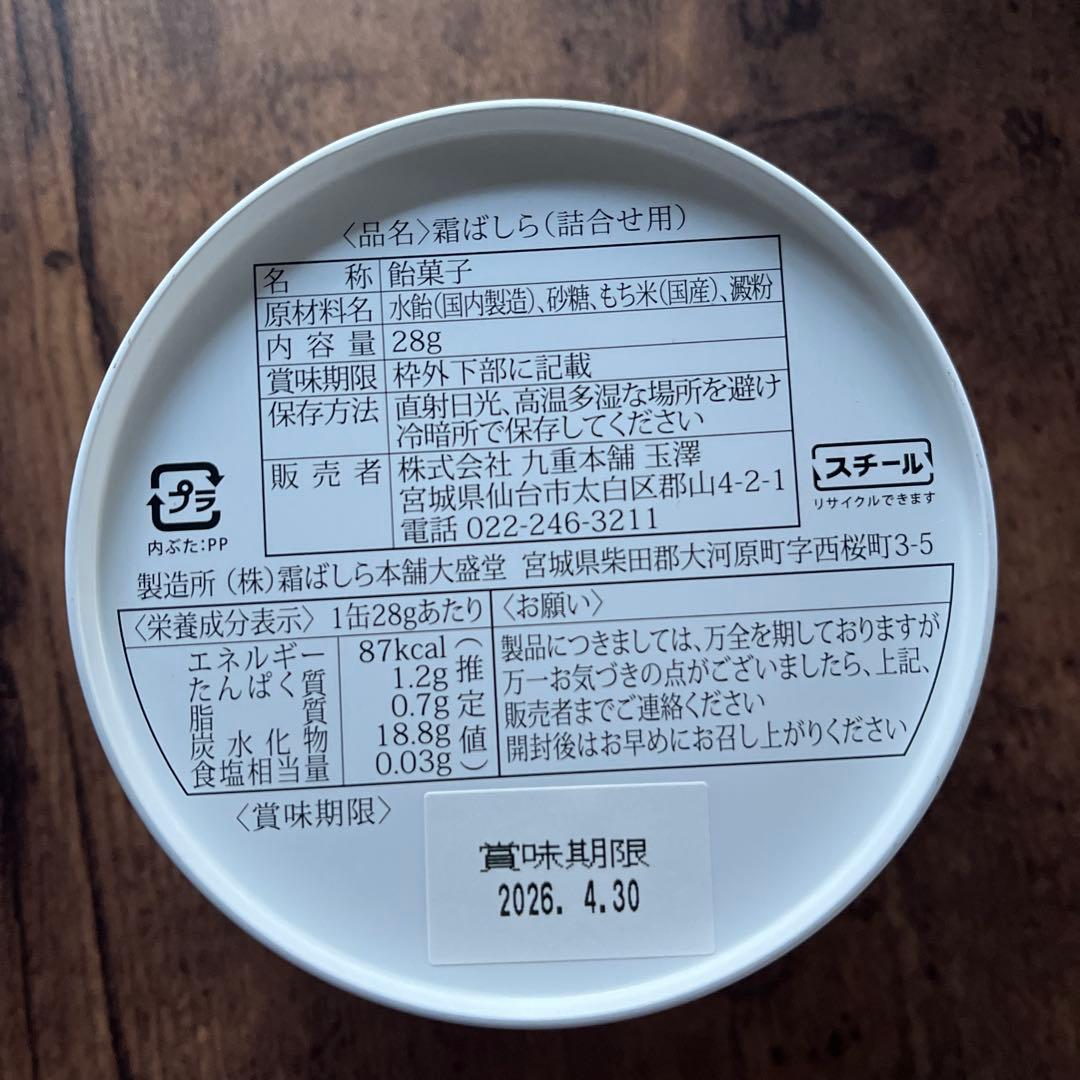 〈品名〉霜ばしら(詰合せ用)
名称 飴菓子
原材料名 水飴(国内製造)、砂糖、もち米(国産)、澱粉
内容量 28g
賞味期限 枠外下部に記載
保存方法 直射日光、高温多湿な場所を避け
冷暗所で保存してください
販売者 株式会社 九重本舗 玉澤
宮城県仙台市太白区郡山4-2-1
電話 022-246-3211
プラ
内ぶた:PP
スチール
リサイクルできます
製造所 (株)霜ばしら本舗大盛堂 宮城県柴田郡大河原町字西桜町3-5
〈栄養成分表示〉 1缶28gあたり
エネルギー 87kcal
たんぱく質 1.2g
脂質 0.7g
炭水化物 18.8g
食塩相当量 0.03g
(推定値)
〈お願い〉
製品につきましては、万全を期しておりますが
万一お気づきの点がございましたら、上記、
販売者までご連絡ください
開封後はお早めにお召し上がりください
〈賞味期限〉
賞味期限
2026. 4.30